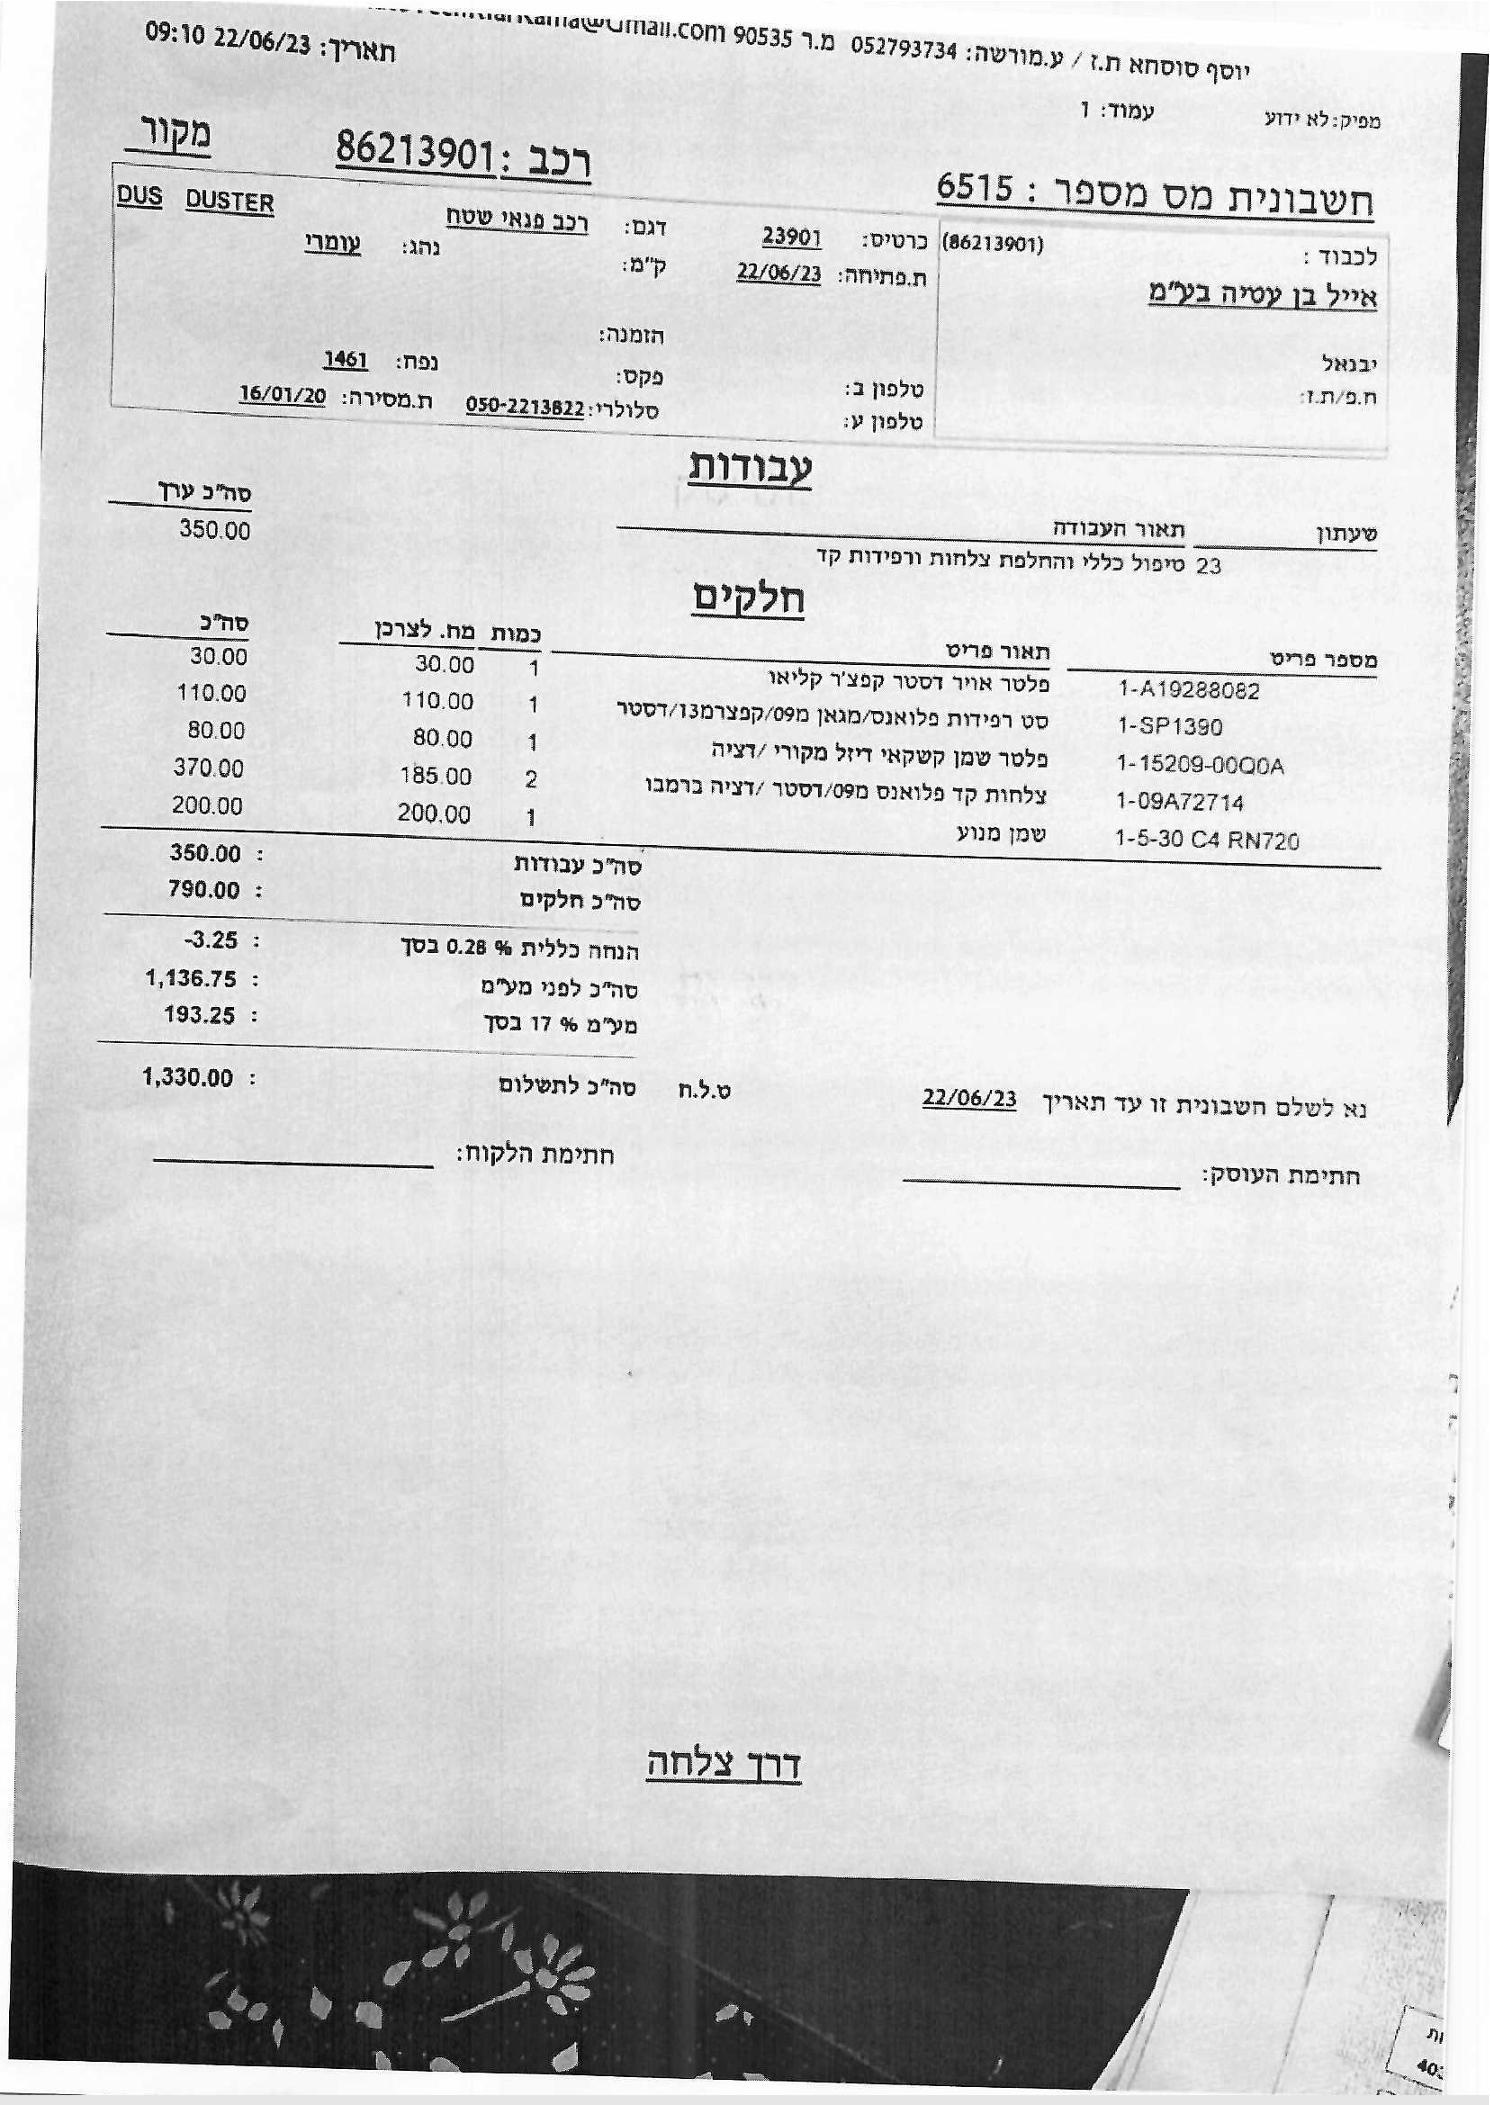 יוסף סוסחא ת.ז / ע.מורשה: 052793734 מ.ר 90535 @Gmail.com
תאריך: 22/06/23 09:10
מפיק: לא ידוע עמוד: 1
חשבונית מס מספר : 6515 רכב : 86213901 מקור
לכבוד : (86213901) כרטיס: 23901 דגם: רכב פנאי שטח DUS DUSTER
אייל בן עטיה בע"מ ת.פתיחה: 22/06/23 ק"מ: נהג: עומרי
הזמנה:
יבנאל טלפון ב: פקס: נפח: 1461
ח.פ/ת.ז: טלפון ע: סלולרי: 050-2213822 ת.מסירה: 16/01/20
עבודות
שעתון תאור העבודה סה"כ ערך
23 טיפול כללי והחלפת צלחות ורפידות קד 350.00
חלקים
מספר פריט תאור פריט כמות מח. לצרכן סה"כ
1-A19288082 פלטר אויר דסטר קפצ'ר קליאו 1 30.00 30.00
1-SP1390 סט רפידות פלואנס/מגאן מ09/קפצרמ13/דסטר 1 110.00 110.00
1-15209-00Q0A פלטר שמן קשקאי דיזל מקורי /דציה 1 80.00 80.00
1-09A72714 צלחות קד פלואנס מ09/דסטר /דציה ברמבו 2 185.00 370.00
1-5-30 C4 RN720 שמן מנוע 1 200.00 200.00
סה"כ עבודות : 350.00
סה"כ חלקים : 790.00
הנחה כללית % 0.28 בסך : -3.25
סה"כ לפני מע"מ : 1,136.75
מע"מ % 17 בסך : 193.25
נא לשלם חשבונית זו עד תאריך 22/06/23 ט.ל.ח סה"כ לתשלום : 1,330.00
חתימת העוסק: חתימת הלקוח:
דרך צלחה